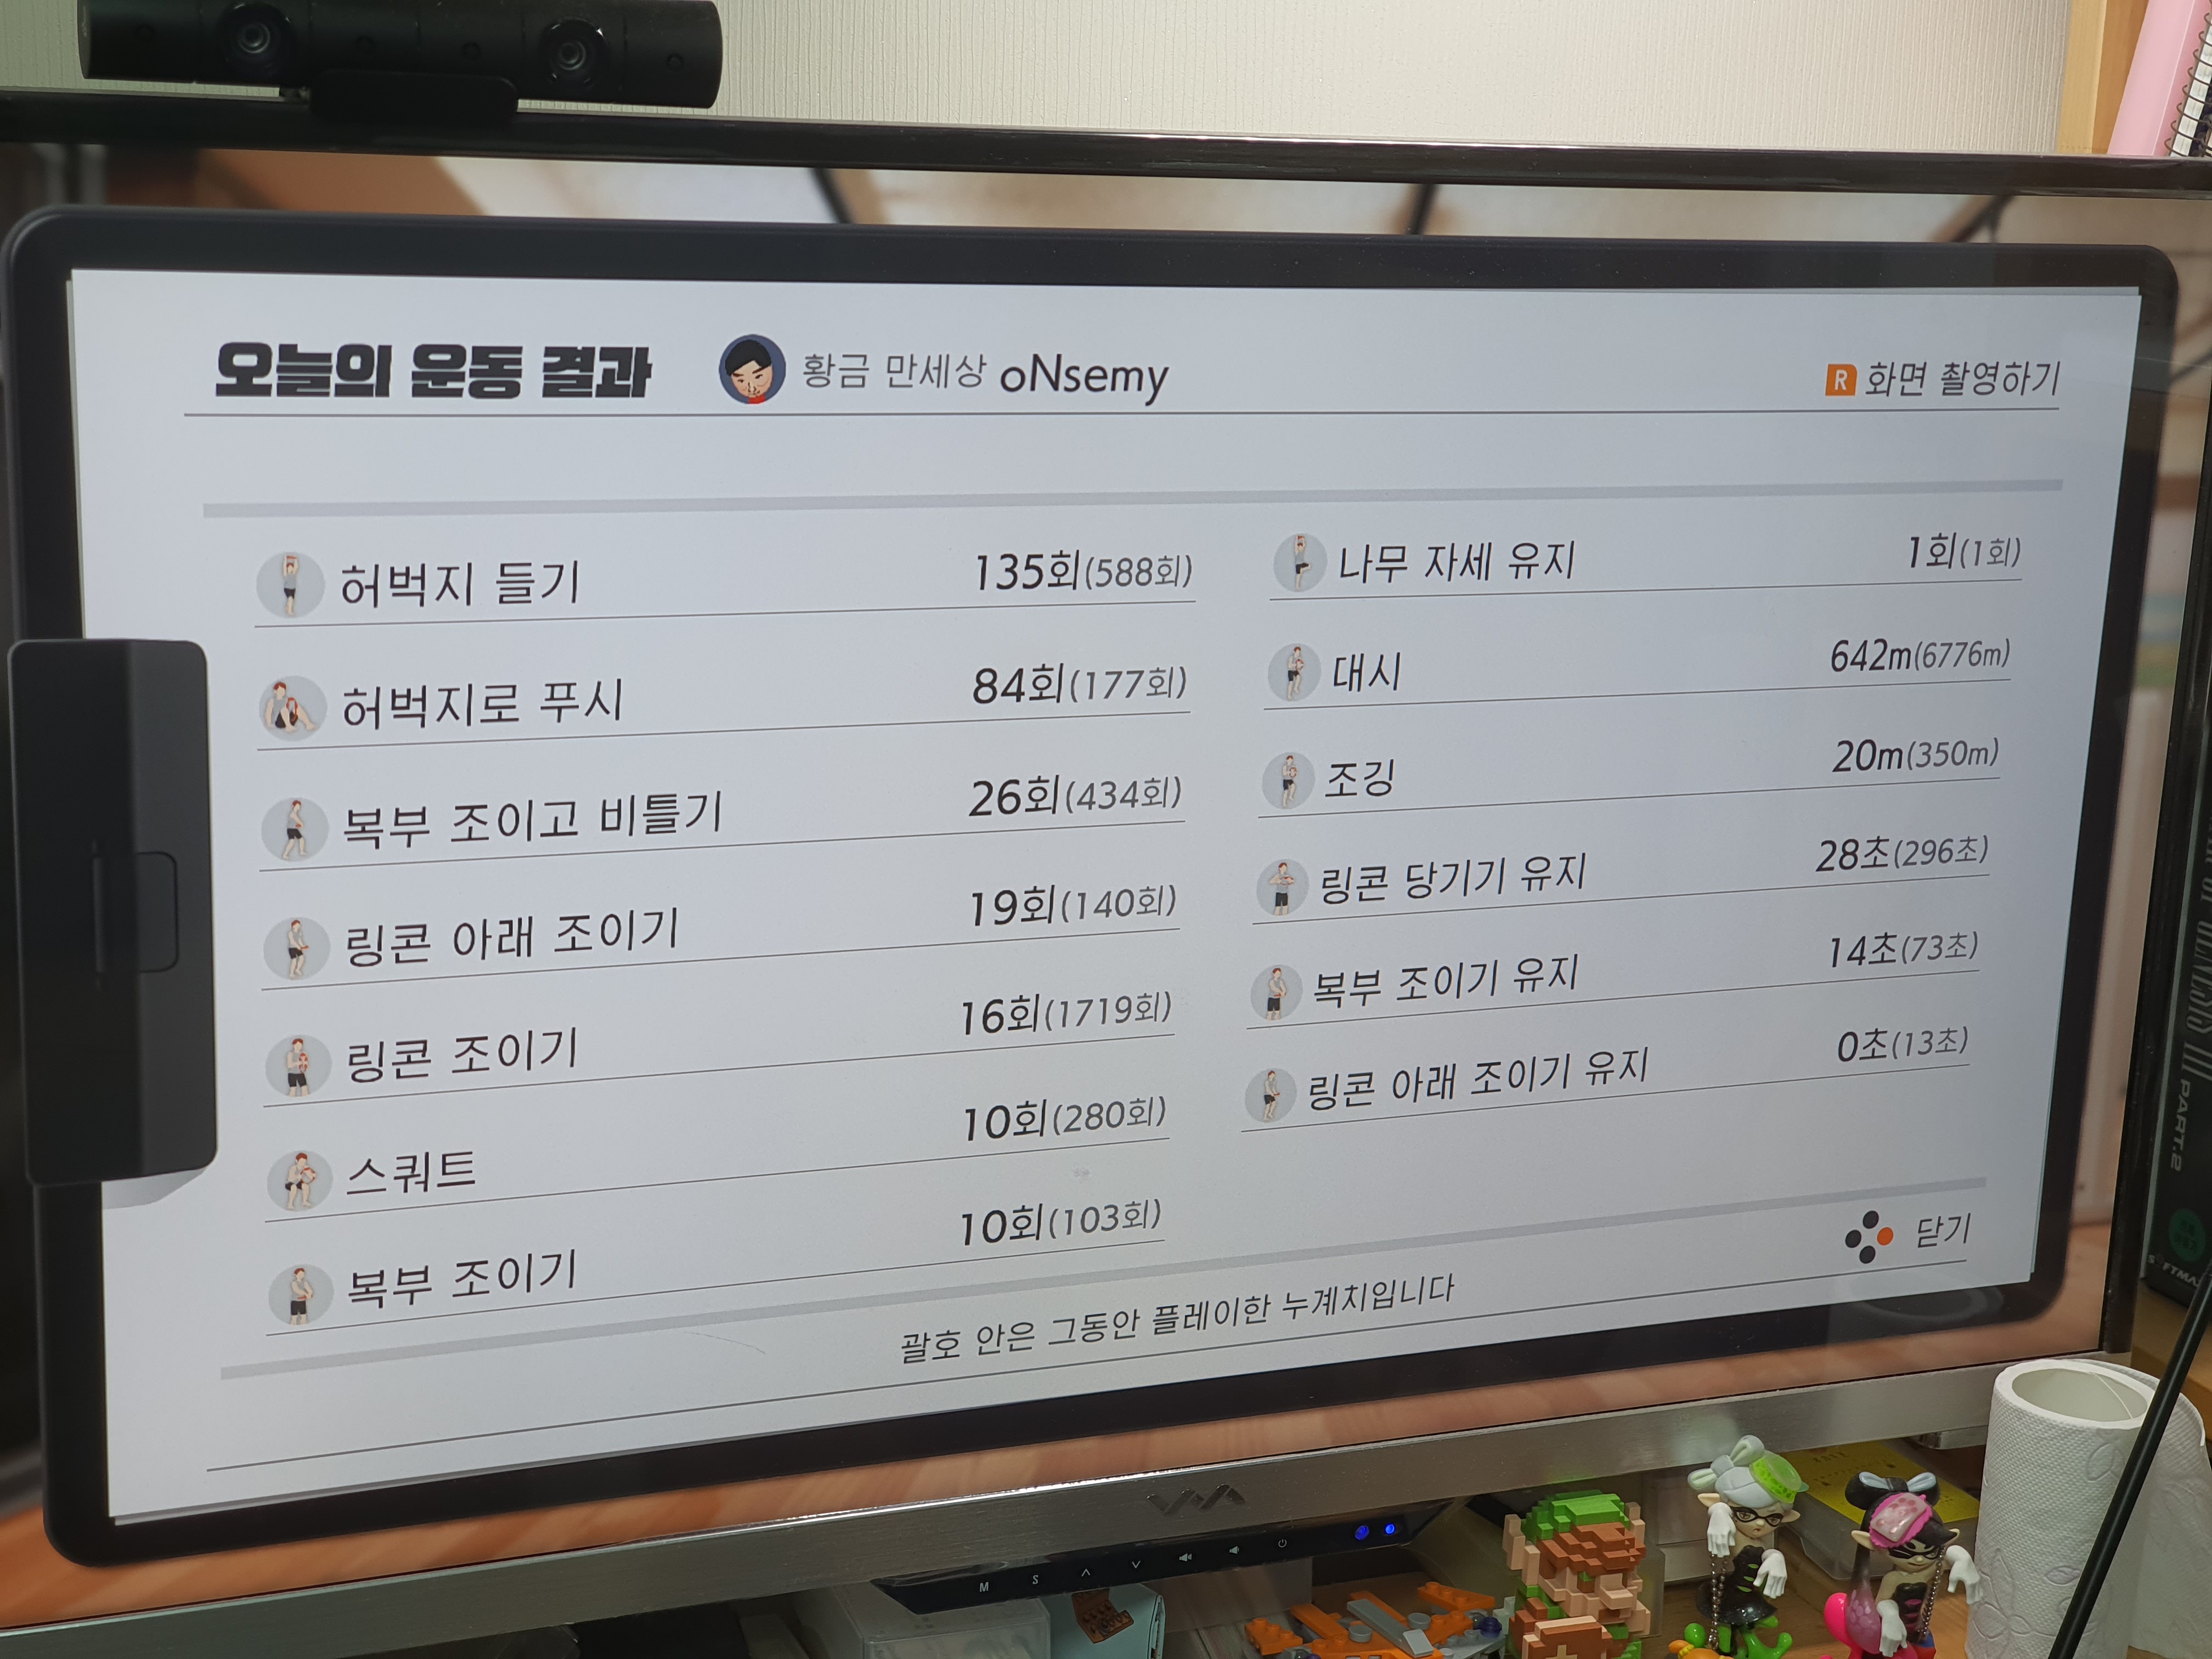 오늘의 운동 결과
황금 만세상 oNsemy
R 화면 촬영하기
허벅지 들기 135회(588회)
허벅지로 푸시 84회(177회)
복부 조이고 비틀기 26회(434회)
링콘 아래 조이기 19회(140회)
링콘 조이기 16회(1719회)
스쿼트 10회(280회)
복부 조이기 10회(103회)
나무 자세 유지 1회(1회)
대시 642m(6776m)
조깅 20m(350m)
링콘 당기기 유지 28초(296초)
복부 조이기 유지 14초(73초)
링콘 아래 조이기 유지 0초(13초)
괄호 안은 그동안 플레이한 누계치입니다
닫기
M S
PART.2